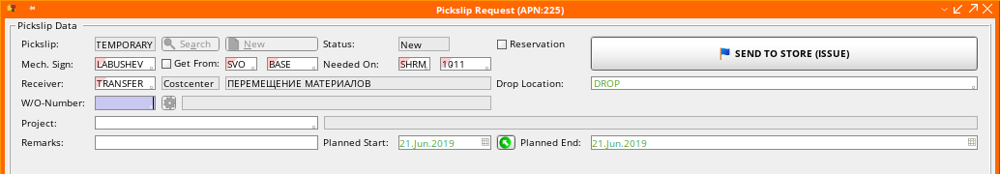 Pickslip Request (APN:225)
Pickslip Data
Pickslip: TEMPORARY Search New Status: New Reservation
Mech. Sign: LABUSHEV Get From: SVO BASE Needed On: SHRM 1011 SEND TO STORE (ISSUE)
Receiver: TRANSFER Costcenter ПЕРЕМЕЩЕНИЕ МАТЕРИАЛОВ Drop Location: DROP
W/O-Number:
Project:
Remarks: Planned Start: 21.Jun.2019 Planned End: 21.Jun.2019